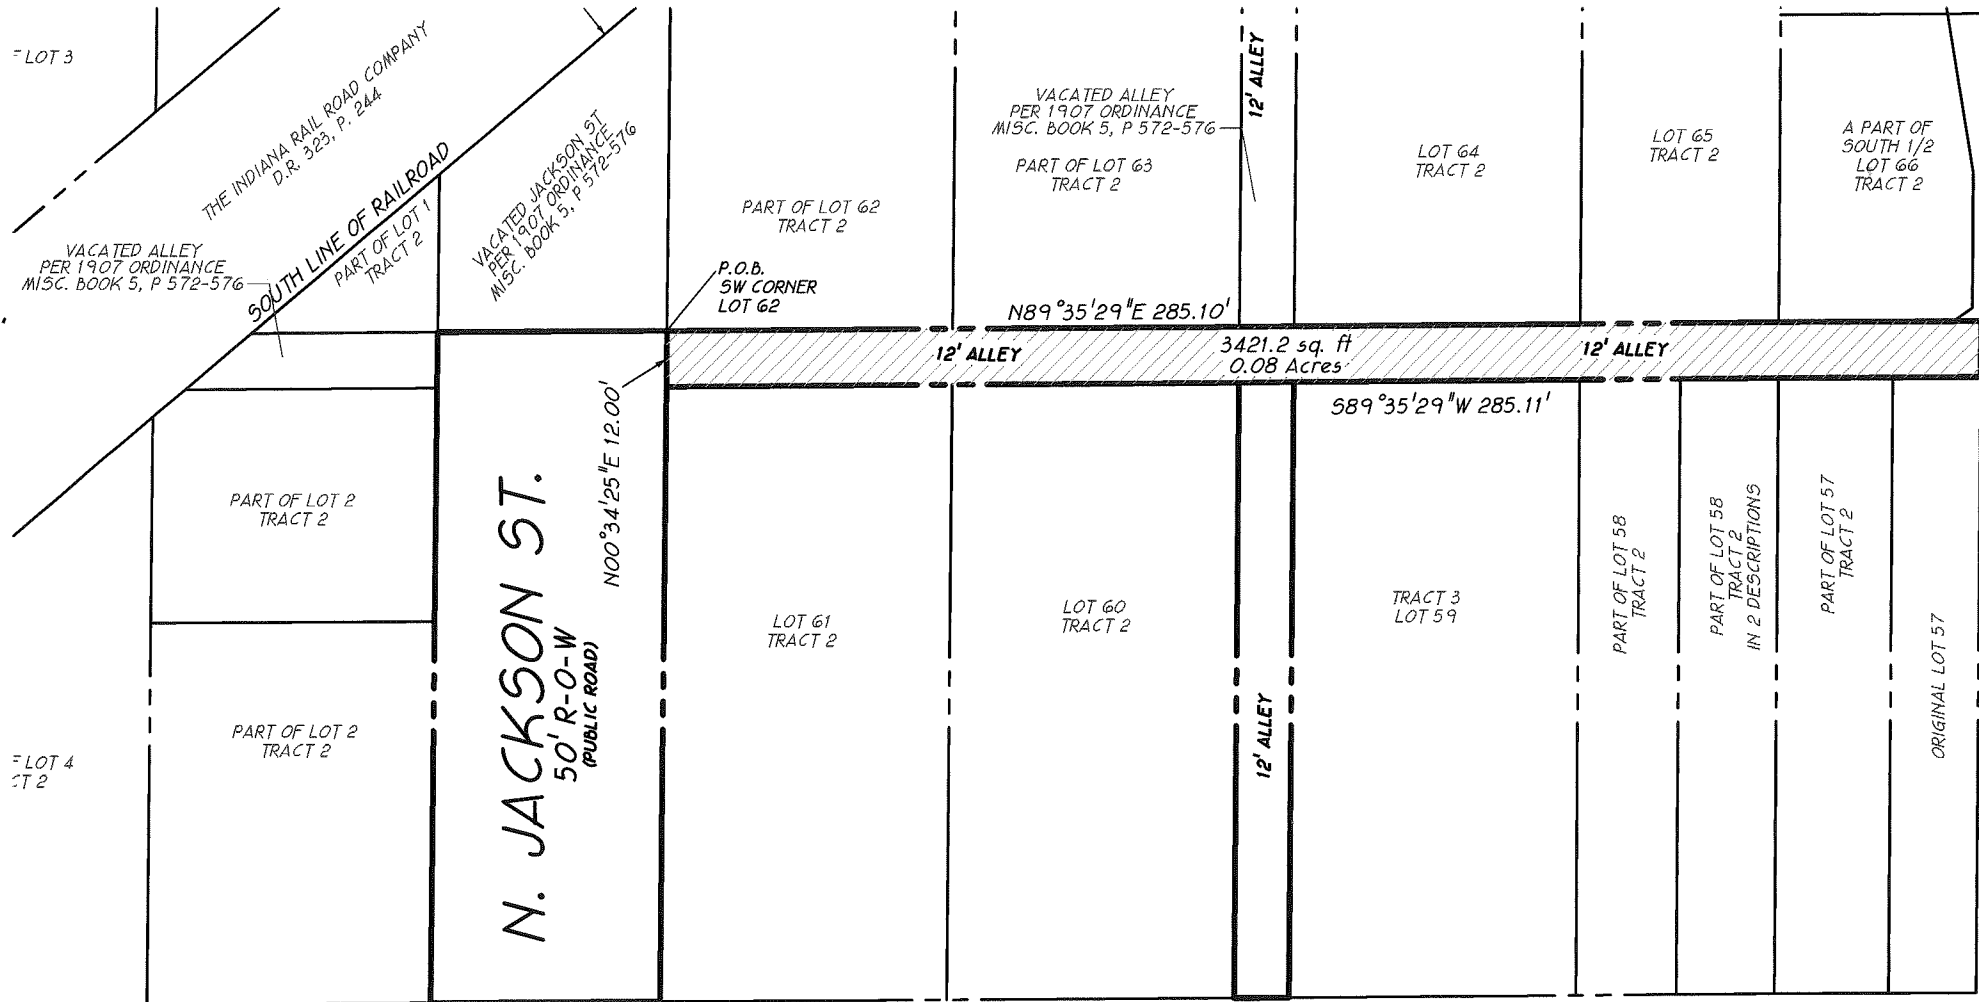 LOT 3
THE INDIANA RAIL ROAD COMPANY
D.R. 323, P. 244
SOUTH LINE OF RAILROAD
VACATED ALLEY
PER 1907 ORDINANCE
MISC. BOOK 5, P 572-576
PART OF LOT 1
TRACT 2
VACATED JACKSON ST
PER 1907 ORDINANCE
MISC. BOOK 5, P 572-576
PART OF LOT 62
TRACT 2
P.O.B.
SW CORNER
LOT 62
VACATED ALLEY
PER 1907 ORDINANCE
MISC. BOOK 5, P 572-576
PART OF LOT 63
TRACT 2
12' ALLEY
LOT 64
TRACT 2
LOT 65
TRACT 2
A PART OF
SOUTH 1/2
LOT 66
TRACT 2
N89°35'29"E 285.10'
12' ALLEY
3421.2 sq. ft
0.08 Acres
12' ALLEY
S89°35'29"W 285.11'
N00°34'25"E 12.00'
PART OF LOT 2
TRACT 2
PART OF LOT 2
TRACT 2
LOT 4
CT 2
N. JACKSON ST.
50' R-O-W
(PUBLIC ROAD)
LOT 61
TRACT 2
LOT 60
TRACT 2
12' ALLEY
TRACT 3
LOT 59
PART OF LOT 58
TRACT 2
PART OF LOT 58
TRACT 2
IN 2 DESCRIPTIONS
PART OF LOT 57
TRACT 2
ORIGINAL LOT 57